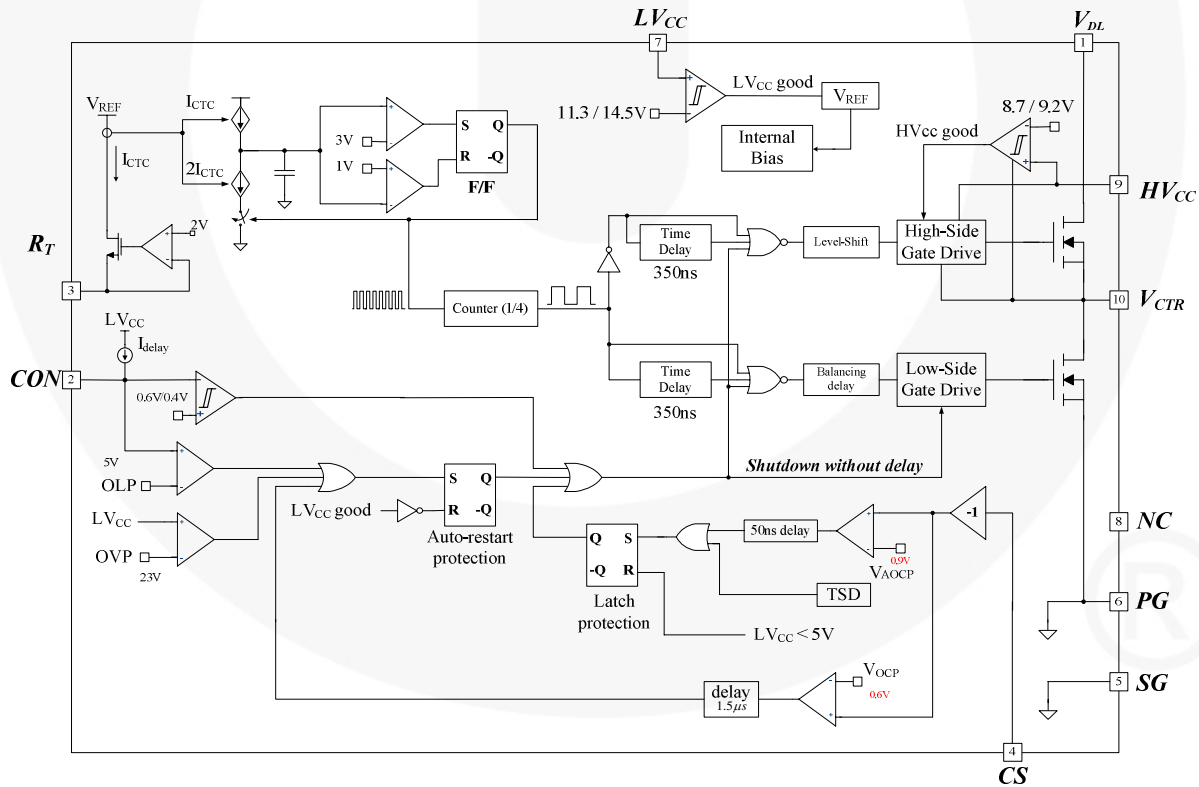 LVCC
7
VDL
1
VREF
ICTC
ICTC
2ICTC
3V
1V
S Q
R -Q
F/F
LVCC good
VREF
11.3 / 14.5V
Internal
Bias
8.7 / 9.2V
HVcc good
9
HVCC
RT
2V
3
Time
Delay
350ns
Level-Shift
High-Side
Gate Drive
Counter (1/4)
10
VCTR
LVCC
Idelay
CON
2
0.6V/0.4V
Time
Delay
350ns
Balancing
delay
Low-Side
Gate Drive
5V
OLP
S Q
R -Q
Shutdown without delay
LVCC good
LVCC
OVP
23V
Auto-restart
protection
Q S
-Q R
Latch
protection
50ns delay
-1
0.9V
VAOCP
TSD
8
NC
6
PG
LVCC < 5V
VOCP
0.6V
delay
1.5μs
5
SG
4
CS
R